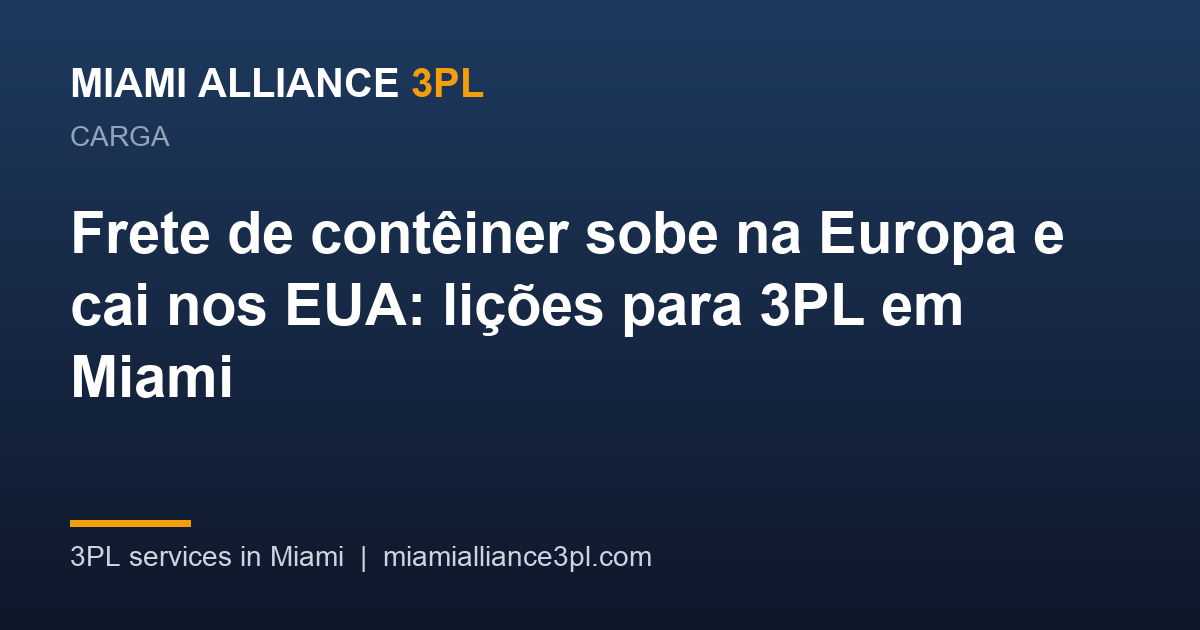 MIAMI ALLIANCE 3PL
CARGA
Frete de contêiner sobe na Europa e
cai nos EUA: lições para 3PL em
Miami
3PL services in Miami | miamialliance3pl.com